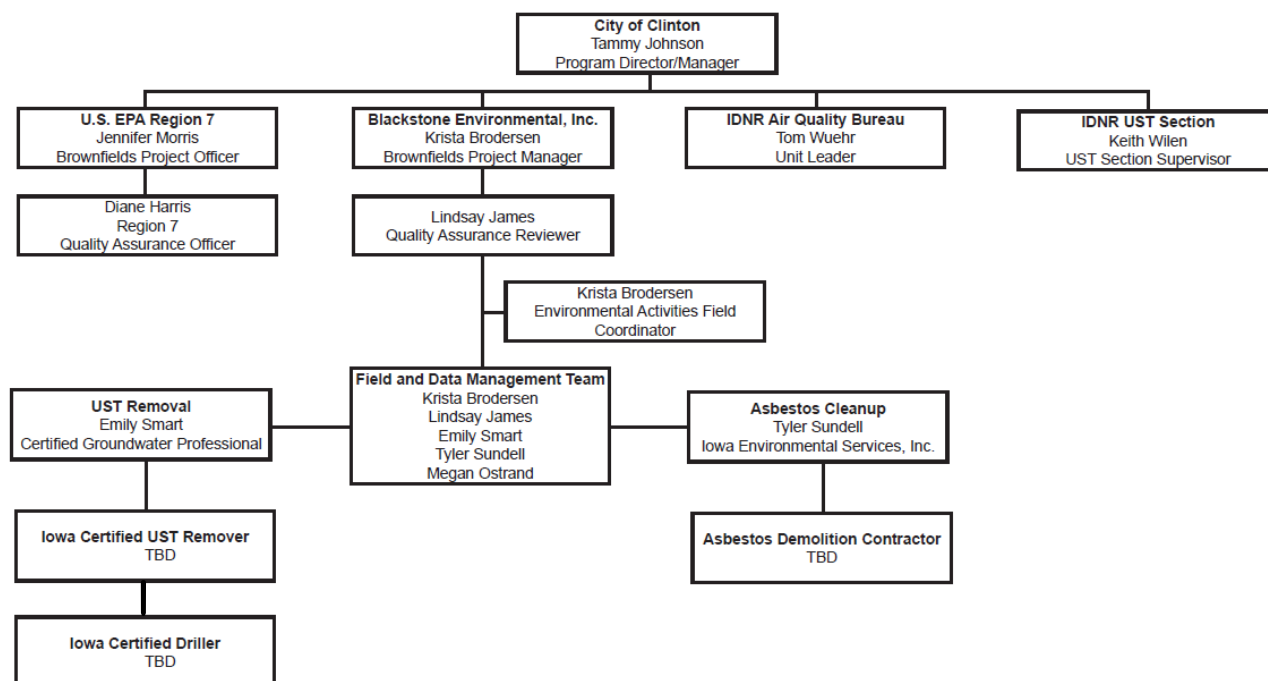 City of Clinton
Tammy Johnson
Program Director/Manager
U.S. EPA Region 7
Jennifer Morris
Brownfields Project Officer
Blackstone Environmental, Inc.
Krista Brodersen
Brownfields Project Manager
IDNR Air Quality Bureau
Tom Wuehr
Unit Leader
IDNR UST Section
Keith Wilen
UST Section Supervisor
Diane Harris
Region 7
Quality Assurance Officer
Lindsay James
Quality Assurance Reviewer
Krista Brodersen
Environmental Activities Field
Coordinator
Field and Data Management Team
Krista Brodersen
Lindsay James
Emily Smart
Tyler Sundell
Megan Ostrand
UST Removal
Emily Smart
Certified Groundwater Professional
Asbestos Cleanup
Tyler Sundell
Iowa Environmental Services, Inc.
Iowa Certified UST Remover
TBD
Asbestos Demolition Contractor
TBD
Iowa Certified Driller
TBD